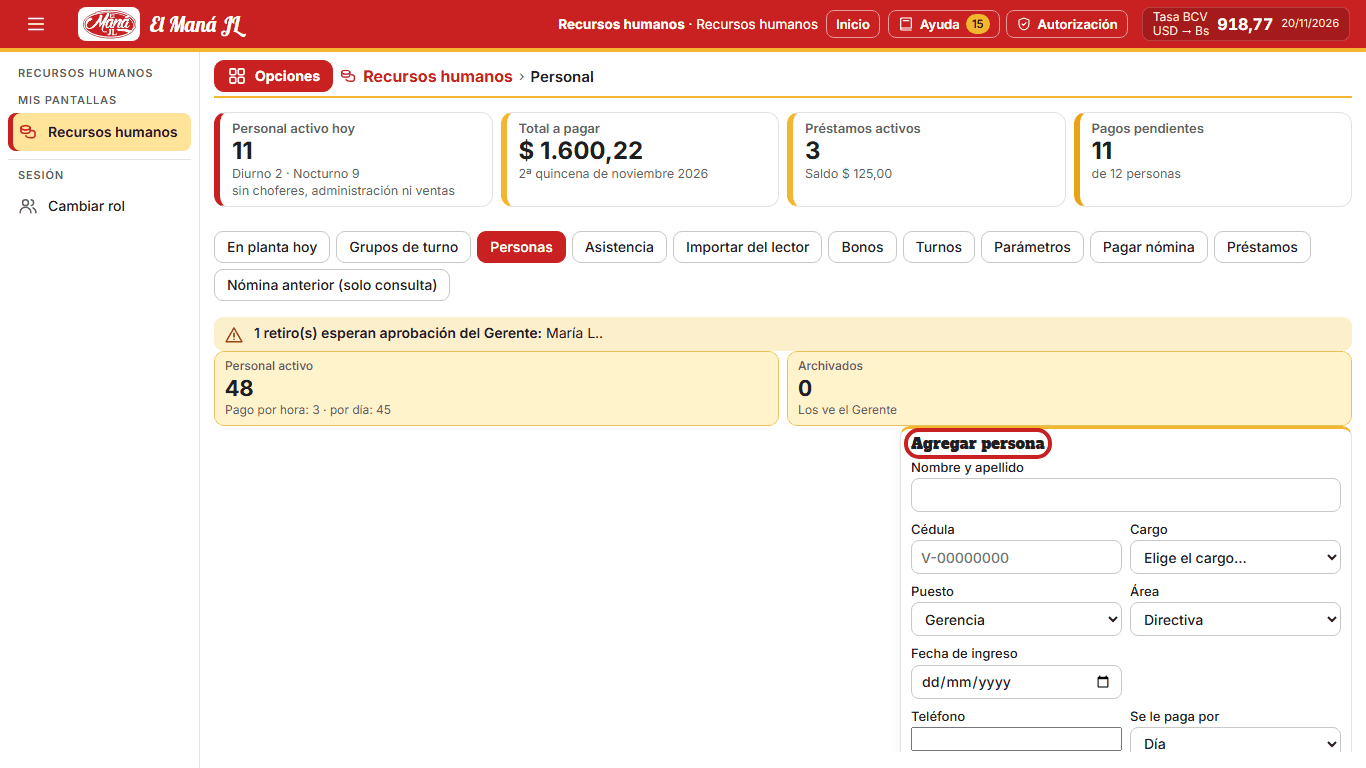 El Maná JL
El Maná JL
Recursos humanos · Recursos humanos
Inicio
Ayuda 15
Autorización
Tasa BCV
USD → Bs
918,77
20/11/2026
RECURSOS HUMANOS
MIS PANTALLAS
Recursos humanos
SESIÓN
Cambiar rol
Opciones
Recursos humanos › Personal
Personal activo hoy
11
Diurno 2 · Nocturno 9
sin choferes, administración ni ventas
Total a pagar
$ 1.600,22
2ª quincena de noviembre 2026
Préstamos activos
3
Saldo $ 125,00
Pagos pendientes
11
de 12 personas
En planta hoy
Grupos de turno
Personas
Asistencia
Importar del lector
Bonos
Turnos
Parámetros
Pagar nómina
Préstamos
Nómina anterior (solo consulta)
1 retiro(s) esperan aprobación del Gerente: María L..
Personal activo
48
Pago por hora: 3 · por día: 45
Archivados
0
Los ve el Gerente
Agregar persona
Nombre y apellido
Cédula
V-00000000
Cargo
Elige el cargo...
Puesto
Gerencia
Área
Directiva
Fecha de ingreso
dd/mm/yyyy
Teléfono
Se le paga por
Día